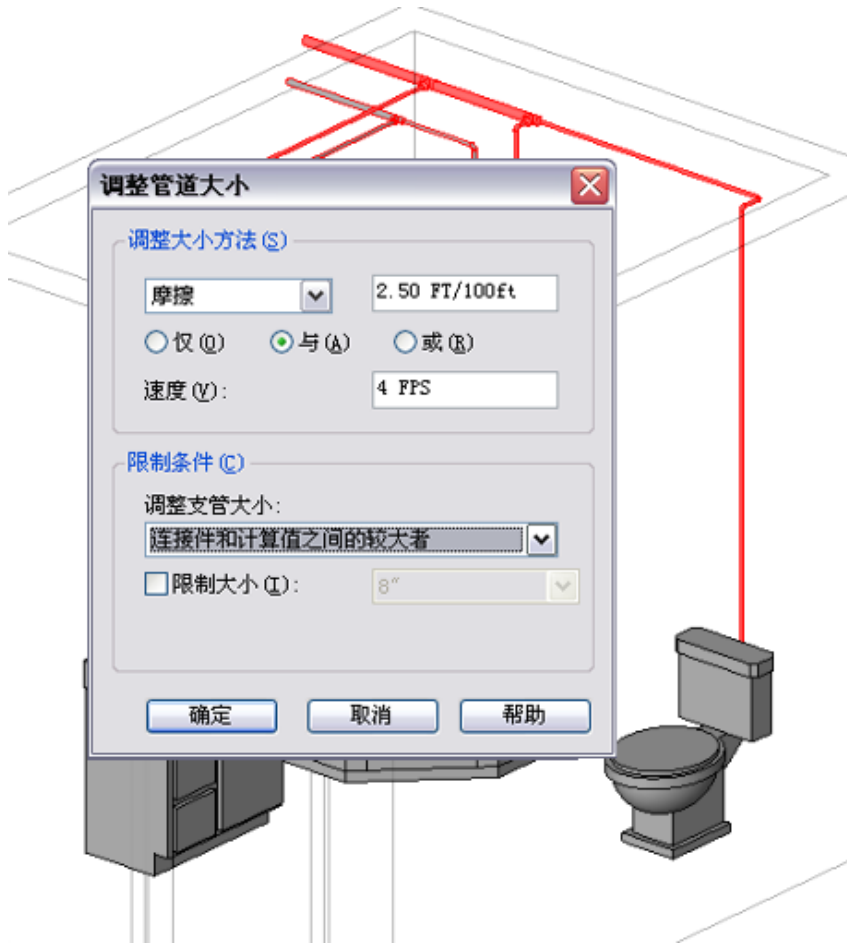 调整管道大小
调整大小方法(S)
摩擦
2.50 FT/100ft
仅(O) 与(A) 或(R)
速度(V):
4 FPS
限制条件(C)
调整支管大小:
连接件和计算值之间的较大者
限制大小(I):
8"
确定 取消 帮助